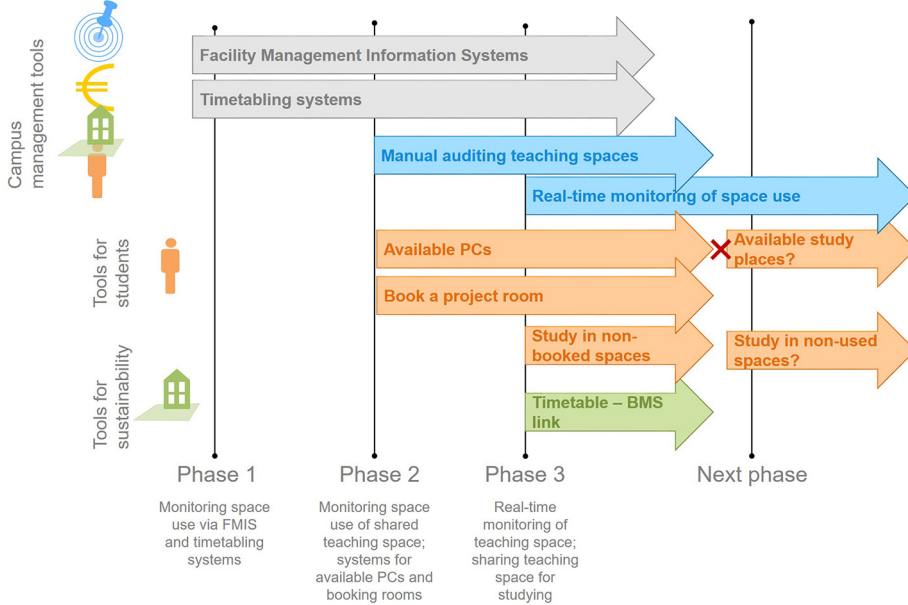 Campus
management tools
Facility Management Information Systems
Timetabling systems
Manual auditing teaching spaces
Real-time monitoring of space use
Tools for
students
Available PCs
Available study
places?
Book a project room
Study in non-
booked spaces
Study in non-used
spaces?
Tools for
sustainability
Timetable – BMS
link
Phase 1
Phase 2
Phase 3
Next phase
Monitoring space
use via FMIS
and timetabling
systems
Monitoring space
use of shared
teaching space;
systems for
available PCs and
booking rooms
Real-time
monitoring of
teaching space;
sharing teaching
space for
studying